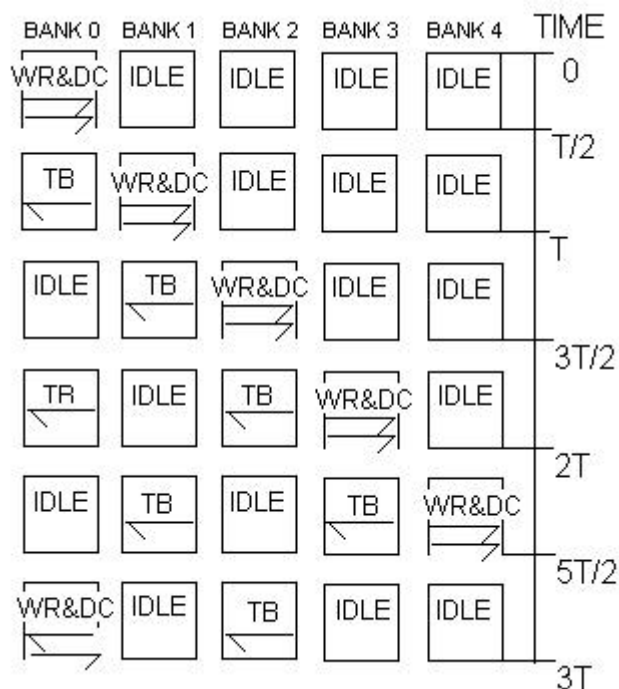 BANK 0 BANK 1 BANK 2 BANK 3 BANK 4 TIME
WR&DC IDLE IDLE IDLE IDLE 0
T/2
TB WR&DC IDLE IDLE IDLE
T
IDLE TB WR&DC IDLE IDLE
3T/2
TR IDLE TB WR&DC IDLE
2T
IDLE TB IDLE TB WR&DC
5T/2
WR&DC IDLE TB IDLE IDLE
3T